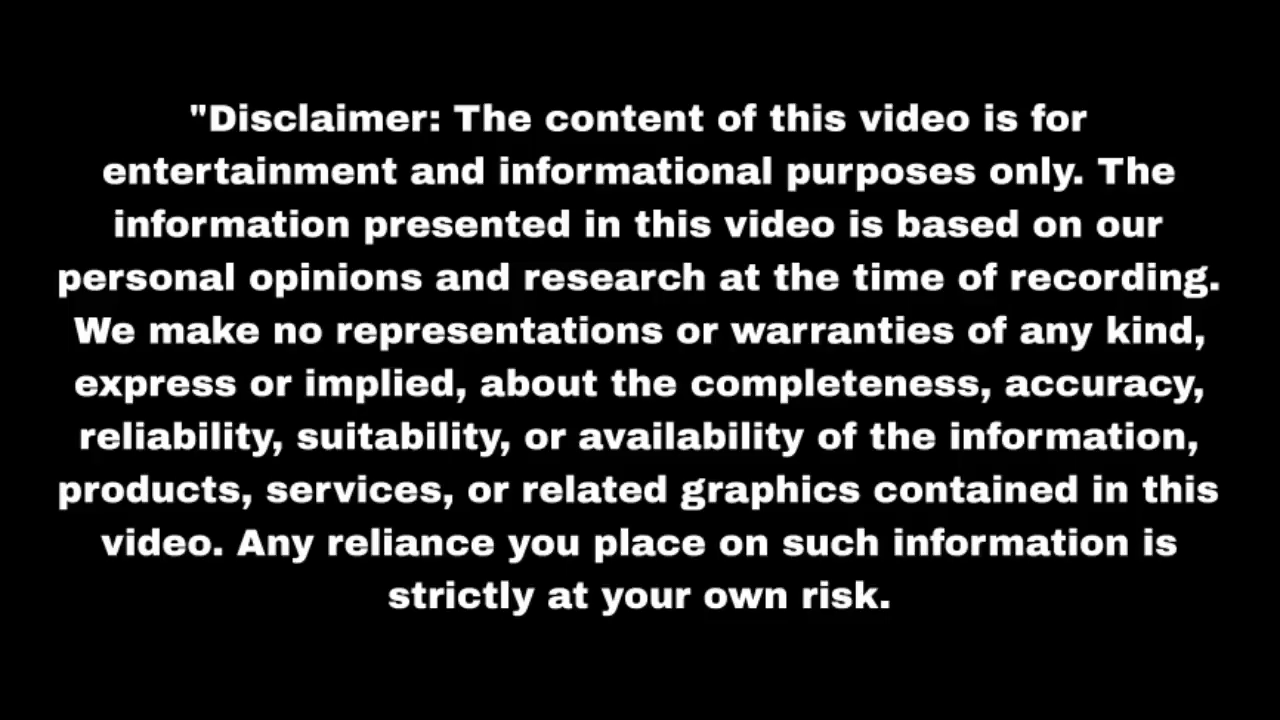 "Disclaimer: The content of this video is for
entertainment and informational purposes only. The
information presented in this video is based on our
personal opinions and research at the time of recording.
We make no representations or warranties of any kind,
express or implied, about the completeness, accuracy,
reliability, suitability, or availability of the information,
products, services, or related graphics contained in this
video. Any reliance you place on such information is
strictly at your own risk.